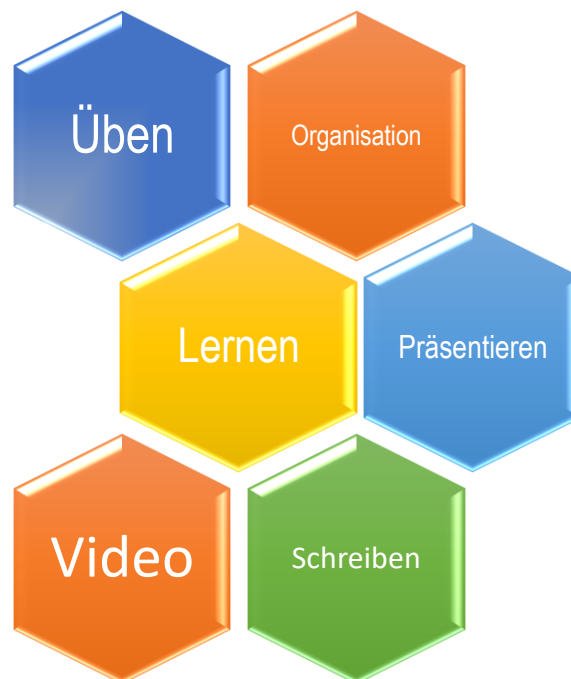 Üben
Organisation
Lernen
Präsentieren
Video
Schreiben